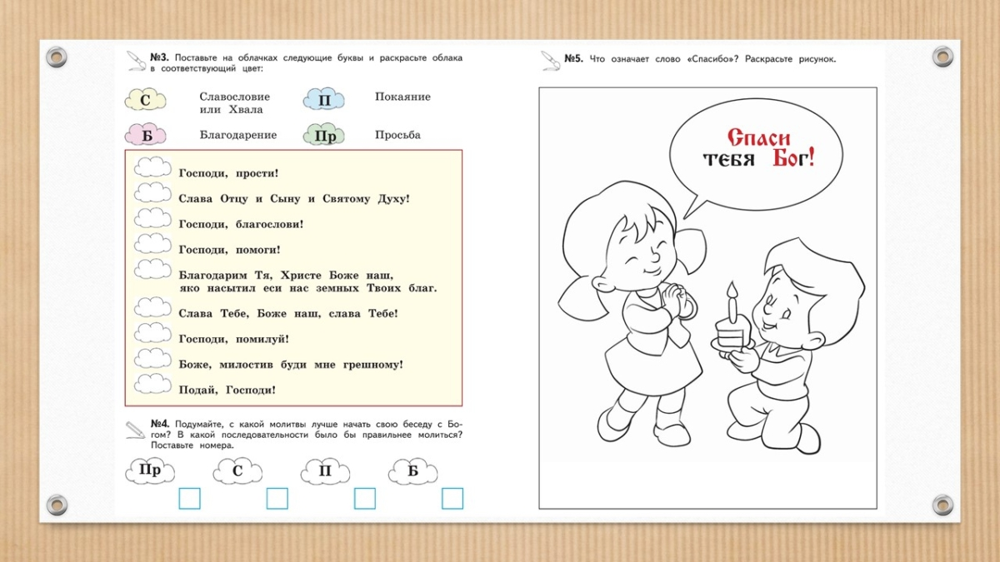 №3. Поставьте на облачках следующие буквы и раскрасьте облака
в соответствующий цвет:
С Славословие
или Хвала
П Покаяние
Б Благодарение
Пр Просьба
Господи, прости!
Слава Отцу и Сыну и Святому Духу!
Господи, благослови!
Господи, помоги!
Благодарим Тя, Христе Боже наш,
яко насытил еси нас земных Твоих благ.
Слава Тебе, Боже наш, слава Тебе!
Господи, помилуй!
Боже, милостив буди мне грешному!
Подай, Господи!
№4. Подумайте, с какой молитвы лучше начать свою беседу с Бо-
гом? В какой последовательности было бы правильнее молиться?
Поставьте номера.
Пр С П Б
№5. Что означает слово «Спасибо»? Раскрасьте рисунок.
Спаси
тебя Бог!